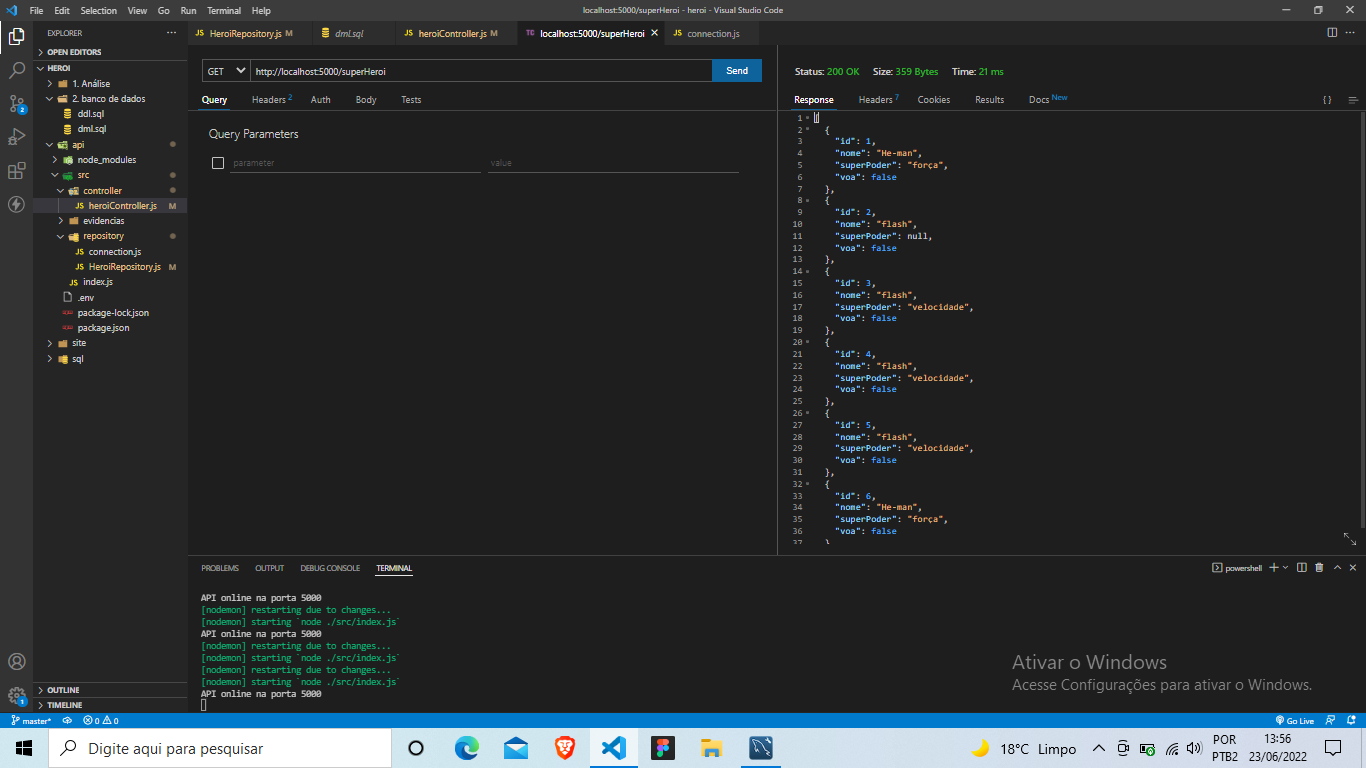 File Edit Selection View Go Run Terminal Help
localhost:5000/superHeroi - heroi - Visual Studio Code
EXPLORER
OPEN EDITORS
HEROI
1. Análise
2. banco de dados
ddl.sql
dml.sql
api
node_modules
src
controller
heroiController.js M
evidencias
repository
connection.js
HeroiRepository.js M
index.js
.env
package-lock.json
package.json
site
sql
OUTLINE
TIMELINE
2
1
JS HeroiRepository.js M
dml.sql
JS heroiController.js M
TC localhost:5000/superHeroi
JS connection.js
GET http://localhost:5000/superHeroi Send
Query Headers 2 Auth Body Tests
Query Parameters
parameter value
Status: 200 OK Size: 359 Bytes Time: 21 ms
Response Headers 7 Cookies Results Docs New
{ }
1 [
2 {
3 "id": 1,
4 "nome": "He-man",
5 "superPoder": "força",
6 "voa": false
7 },
8 {
9 "id": 2,
10 "nome": "flash",
11 "superPoder": null,
12 "voa": false
13 },
14 {
15 "id": 3,
16 "nome": "flash",
17 "superPoder": "velocidade",
18 "voa": false
19 },
20 {
21 "id": 4,
22 "nome": "flash",
23 "superPoder": "velocidade",
24 "voa": false
25 },
26 {
27 "id": 5,
28 "nome": "flash",
29 "superPoder": "velocidade",
30 "voa": false
31 },
32 {
33 "id": 6,
34 "nome": "He-man",
35 "superPoder": "força",
36 "voa": false
37 }
PROBLEMS OUTPUT DEBUG CONSOLE TERMINAL
powershell
API online na porta 5000
[nodemon] restarting due to changes...
[nodemon] starting `node ./src/index.js`
API online na porta 5000
[nodemon] restarting due to changes...
[nodemon] starting `node ./src/index.js`
[nodemon] restarting due to changes...
[nodemon] starting `node ./src/index.js`
API online na porta 5000
Ativar o Windows
Acesse Configurações para ativar o Windows.
master* 0 0
Go Live
Digite aqui para pesquisar
18°C Limpo
POR
PTB2
13:56
23/06/2022